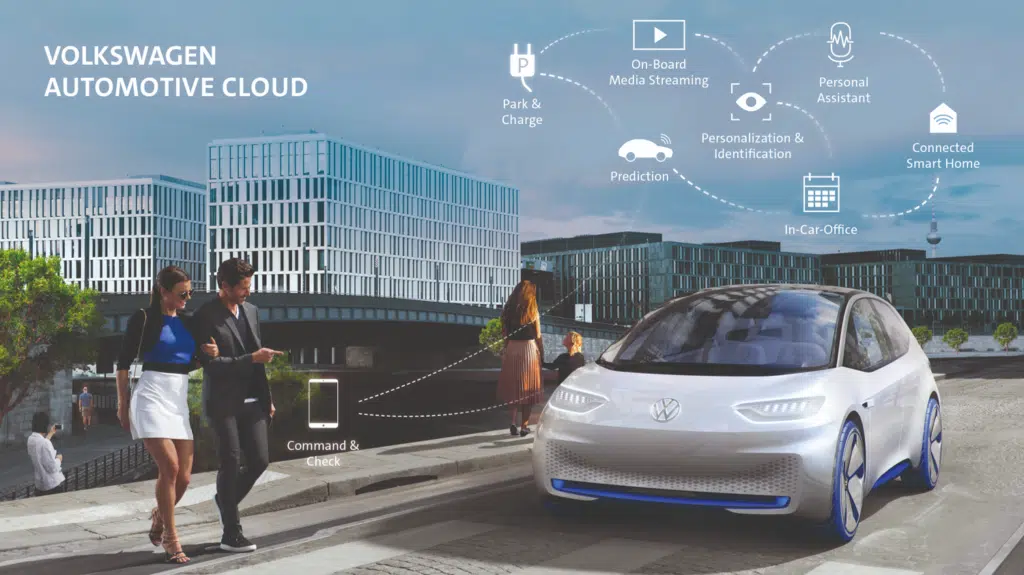 VOLKSWAGEN
AUTOMOTIVE CLOUD
P
Park &
Charge
On-Board
Media Streaming
Personal
Assistant
Personalization &
Identification
Connected
Smart Home
Prediction
In-Car-Office
Command &
Check